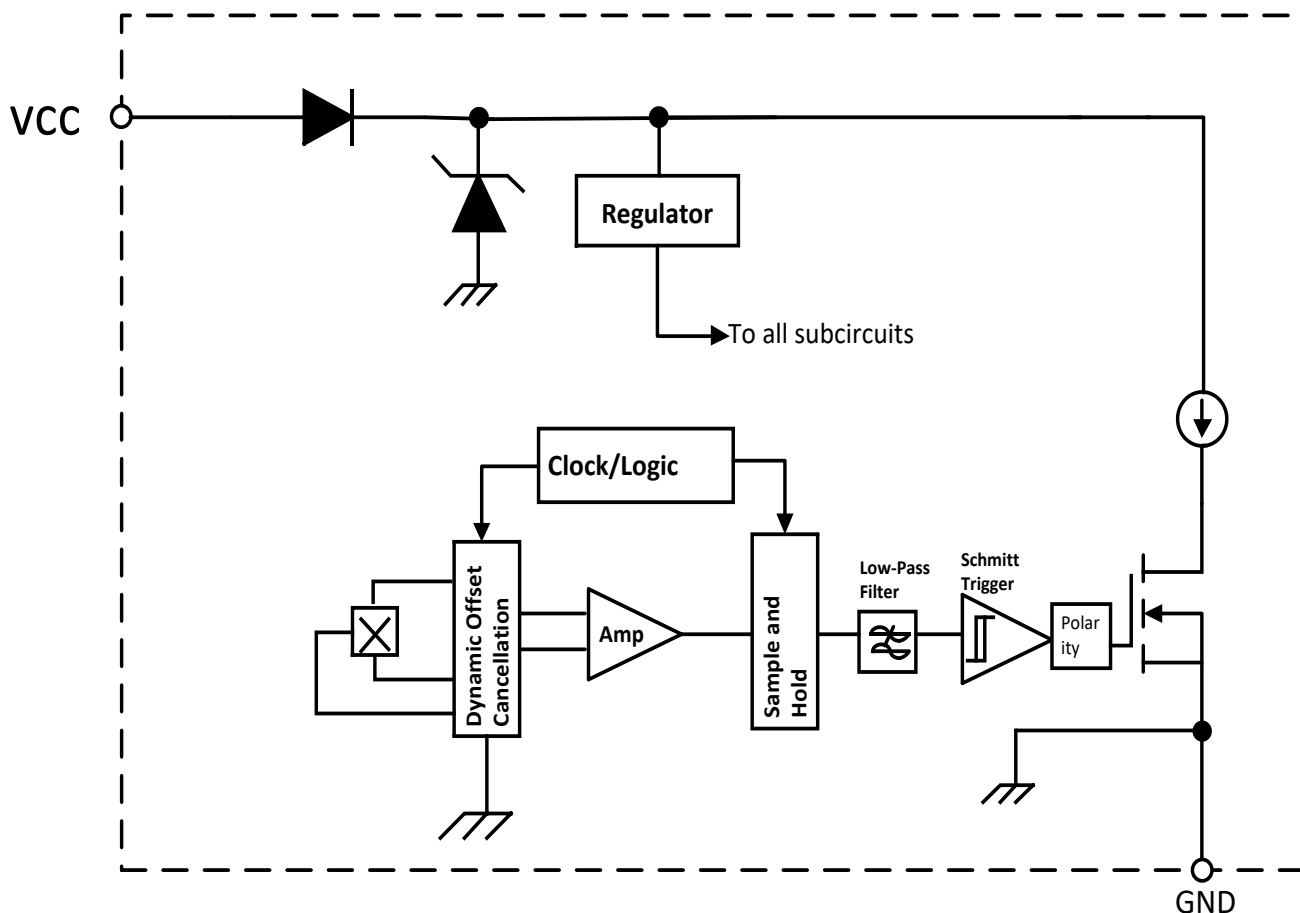 VCC
Regulator
To all subcircuits
Clock/Logic
Dynamic Offset
Cancellation
Amp
Sample and
Hold
Low-Pass
Filter
Schmitt
Trigger
Polar
ity
GND